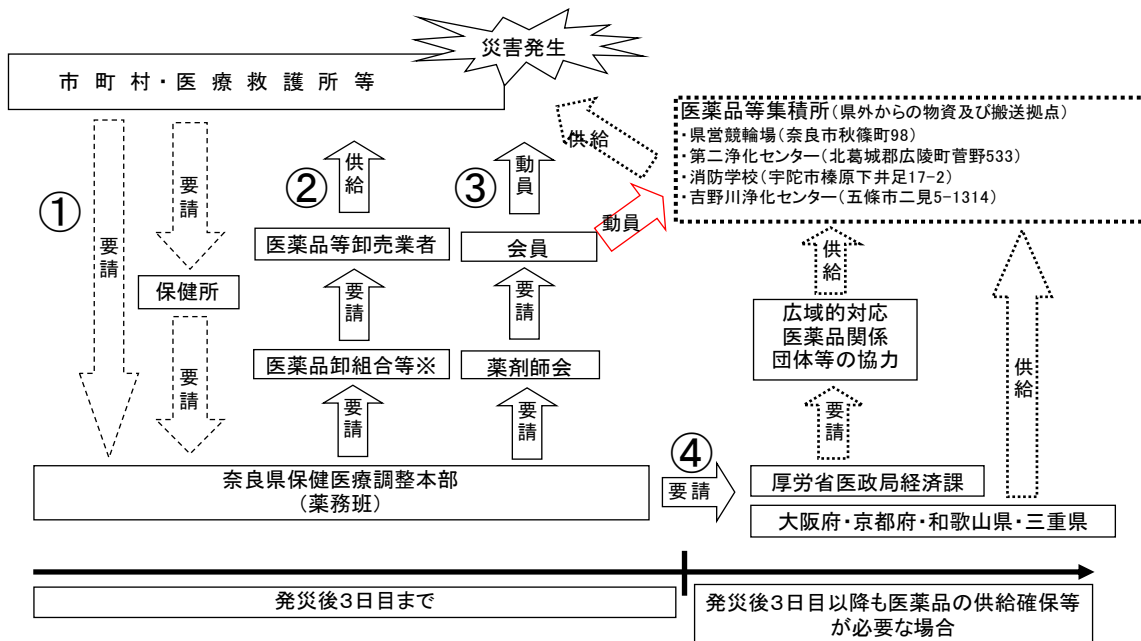 災害発生
市町村・医療救護所等
医薬品等集積所(県外からの物資及び搬送拠点)
・県営競輪場(奈良市秋篠町98)
・第二浄化センター(北葛城郡広陵町菅野533)
・消防学校(宇陀市榛原下井足17-2)
・吉野川浄化センター(五條市二見5-1314)
供給
①
要請
要請
②
供給
③
動員
動員
保健所
医薬品等卸売業者
会員
供給
要請
要請
要請
広域的対応
医薬品関係
団体等の協力
供給
医薬品卸組合等※
薬剤師会
要請
要請
要請
奈良県保健医療調整本部
(薬務班)
④
要請
厚労省医政局経済課
大阪府・京都府・和歌山県・三重県
発災後3日目まで
発災後3日目以降も医薬品の供給確保等
が必要な場合